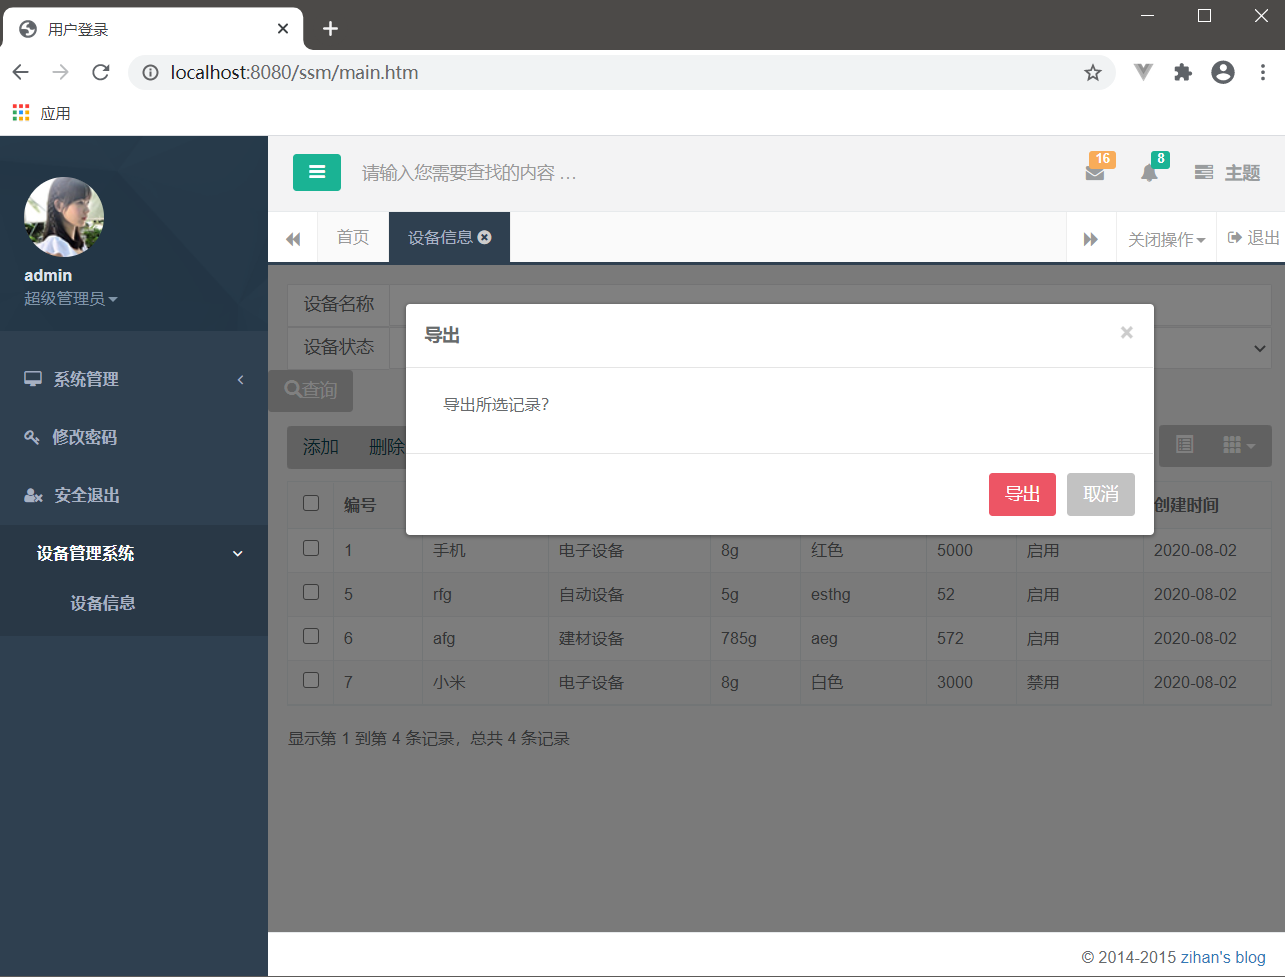 用户登录
localhost:8080/ssm/main.htm
应用
admin
超级管理员
系统管理
修改密码
安全退出
设备管理系统
设备信息
请输入您需要查找的内容 …
16
8
主题
首页
设备信息
关闭操作
退出
设备名称
设备状态
查询
添加 删除
导出
×
导出所选记录?
导出 取消
编号 创建时间
1 手机 电子设备 8g 红色 5000 启用 2020-08-02
5 rfg 自动设备 5g esthg 52 启用 2020-08-02
6 afg 建材设备 785g aeg 572 启用 2020-08-02
7 小米 电子设备 8g 白色 3000 禁用 2020-08-02
显示第 1 到第 4 条记录，总共 4 条记录
© 2014-2015 zihan's blog